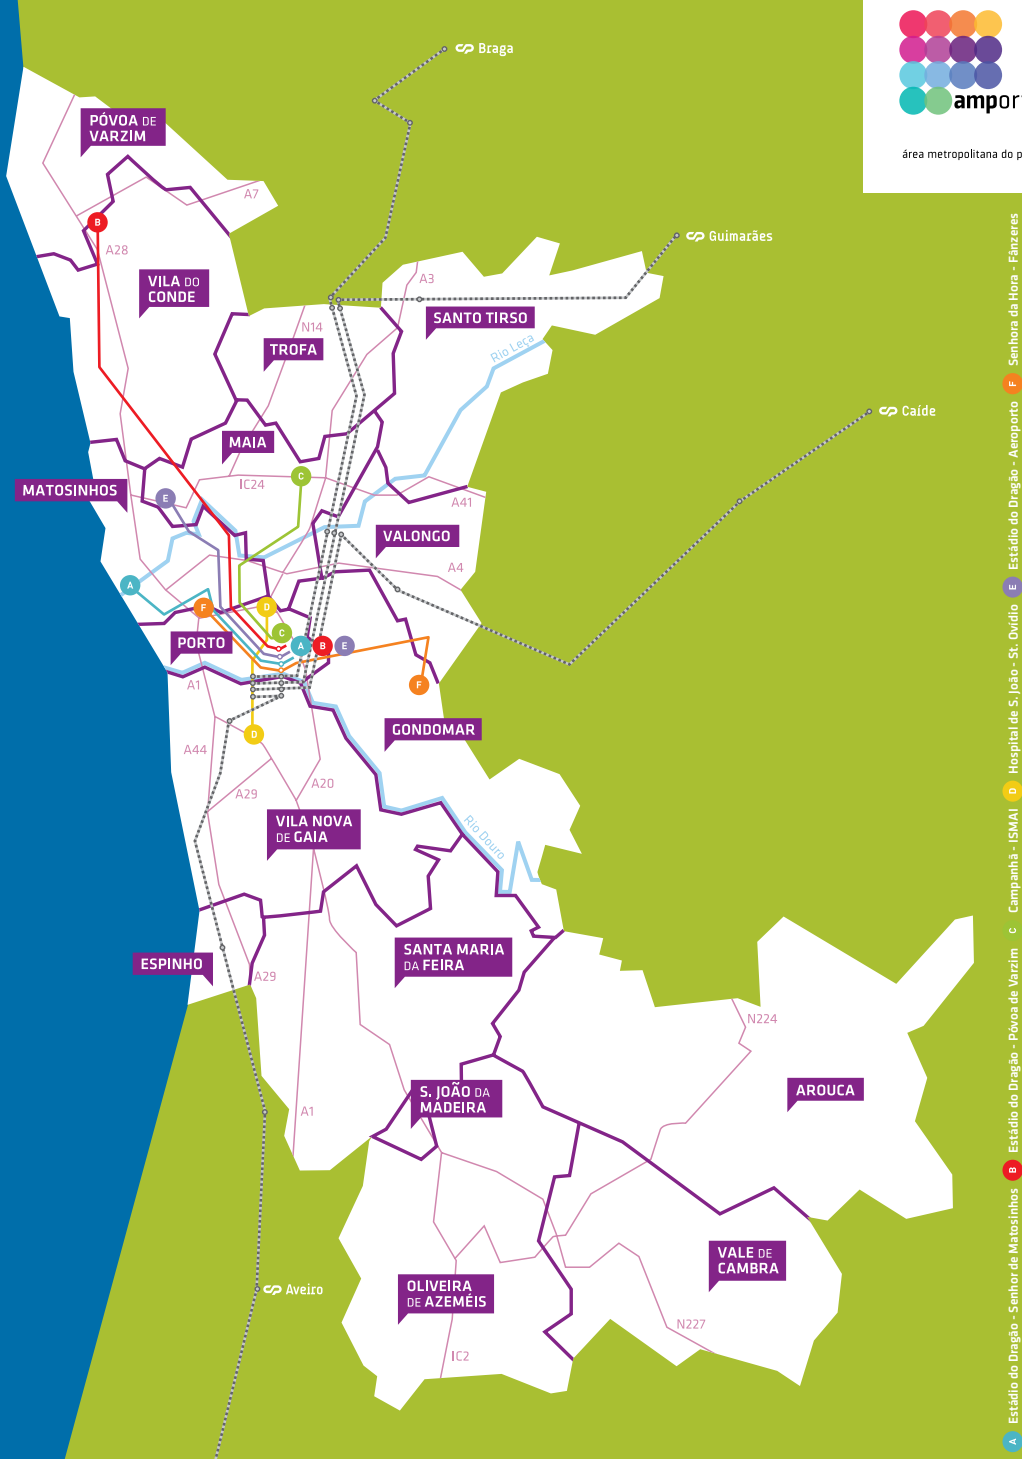 Braga
ampor
área metropolitana do p
PÓVOA DE
VARZIM
A7
B
A28
Guimarães
VILA DO
CONDE
A3
SANTO TIRSO
N14
TROFA
Rio Leça
Caíde
MAIA
C
IC24
MATOSINHOS
E
A41
VALONGO
A4
A
F
D
C
PORTO
A
B
E
F
A1
D
GONDOMAR
A44
A20
A29
VILA NOVA
DE GAIA
Rio Douro
SANTA MARIA
DA FEIRA
ESPINHO
A29
N224
AROUCA
S. JOÃO DA
MADEIRA
A1
VALE DE
CAMBRA
Aveiro
OLIVEIRA
DE AZEMÉIS
N227
IC2
A Estádio do Dragão - Senhor de Matosinhos
B Estádio do Dragão - Póvoa de Varzim
C Campanhã - ISMAI
D Hospital de S. João - St. Ovídio
E Estádio do Dragão - Aeroporto
F Senhora da Hora - Fânzeres